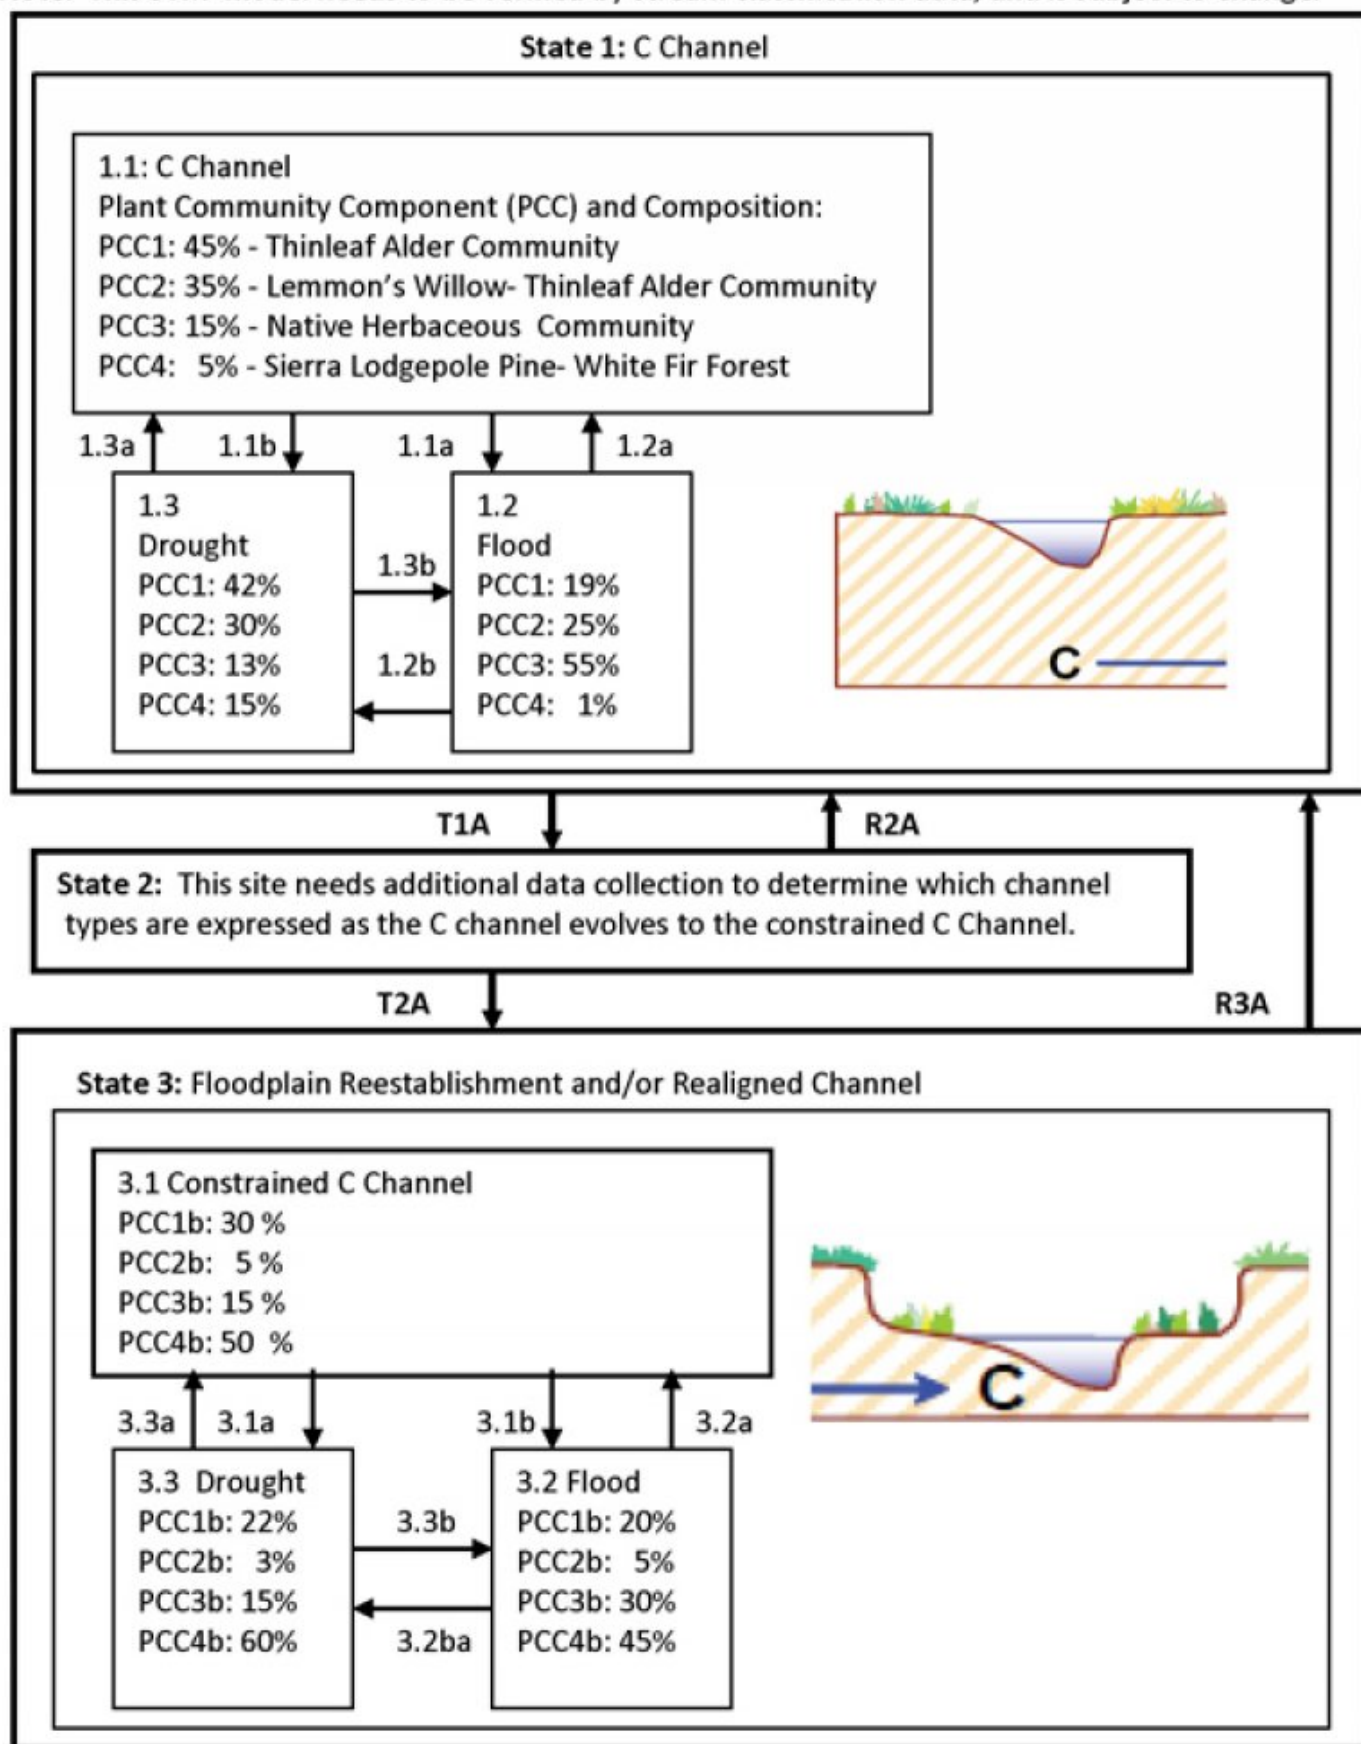 State 1: C Channel
1.1: C Channel
Plant Community Component (PCC) and Composition:
PCC1: 45% - Thinleaf Alder Community
PCC2: 35% - Lemmon's Willow- Thinleaf Alder Community
PCC3: 15% - Native Herbaceous Community
PCC4: 5% - Sierra Lodgepole Pine- White Fir Forest
1.3a
1.1b
1.1a
1.2a
1.3
Drought
PCC1: 42%
PCC2: 30%
PCC3: 13%
PCC4: 15%
1.3b
1.2b
1.2
Flood
PCC1: 19%
PCC2: 25%
PCC3: 55%
PCC4: 1%
C
T1A
R2A
State 2: This site needs additional data collection to determine which channel
types are expressed as the C channel evolves to the constrained C Channel.
T2A
R3A
State 3: Floodplain Reestablishment and/or Realigned Channel
3.1 Constrained C Channel
PCC1b: 30 %
PCC2b: 5 %
PCC3b: 15 %
PCC4b: 50 %
C
3.3a
3.1a
3.1b
3.2a
3.3 Drought
PCC1b: 22%
PCC2b: 3%
PCC3b: 15%
PCC4b: 60%
3.3b
3.2ba
3.2 Flood
PCC1b: 20%
PCC2b: 5%
PCC3b: 30%
PCC4b: 45%